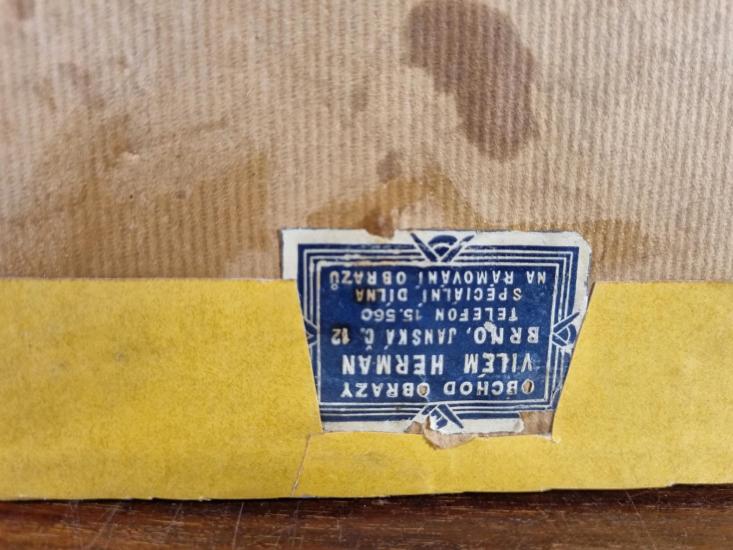 OBCHOD OBRAZY
VILÉM HERMAN
BRNO, JANSKÁ Č. 12
TELEFON 15.560
SPECIÁLNÍ DÍLNA
NA RÁMOVÁNÍ OBRAZŮ